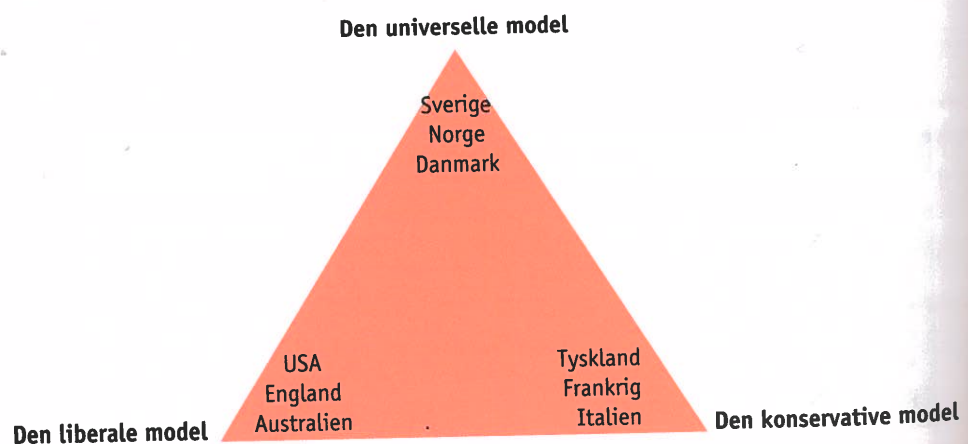 Den universelle model
Sverige
Norge
Danmark
USA
England
Australien
Tyskland
Frankrig
Italien
Den liberale model
Den konservative model